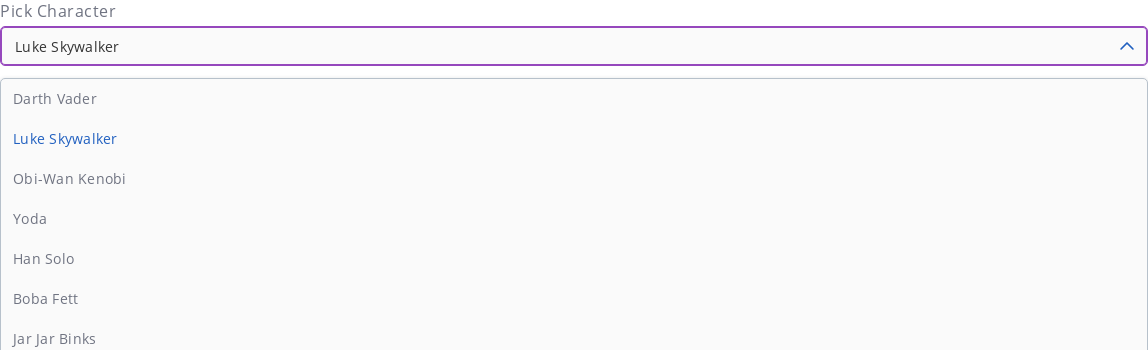 Pick Character
Luke Skywalker
Darth Vader
Luke Skywalker
Obi-Wan Kenobi
Yoda
Han Solo
Boba Fett
Jar Jar Binks